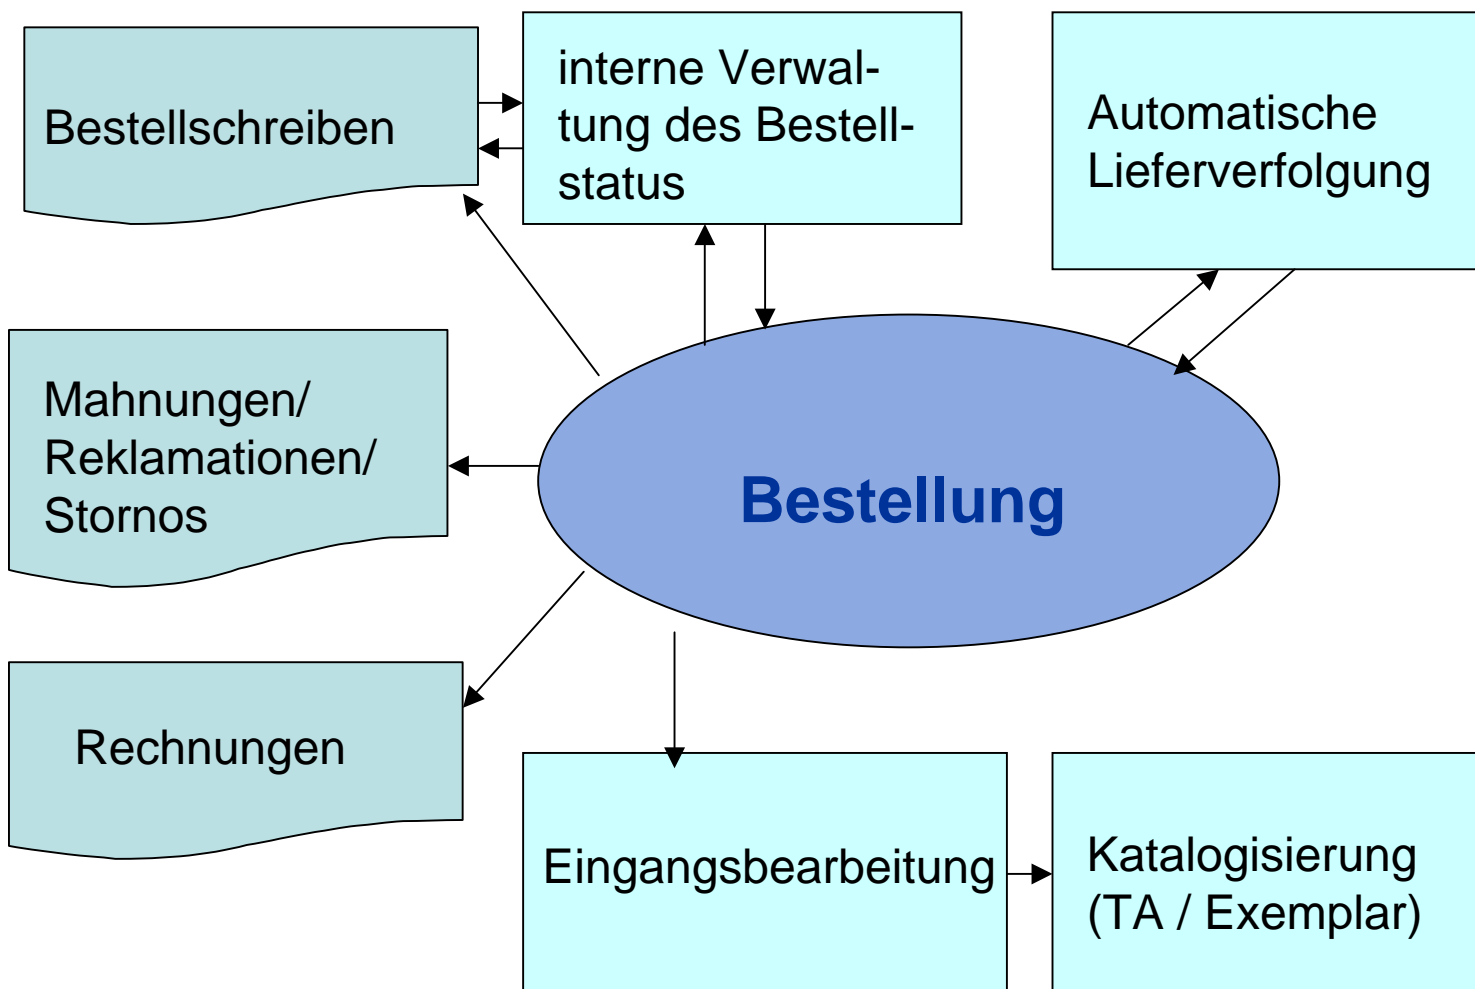 Bestellschreiben
interne Verwal-
tung des Bestell-
status
Automatische
Lieferverfolgung
Mahnungen/
Reklamationen/
Stornos
Bestellung
Rechnungen
Eingangsbearbeitung
Katalogisierung
(TA / Exemplar)